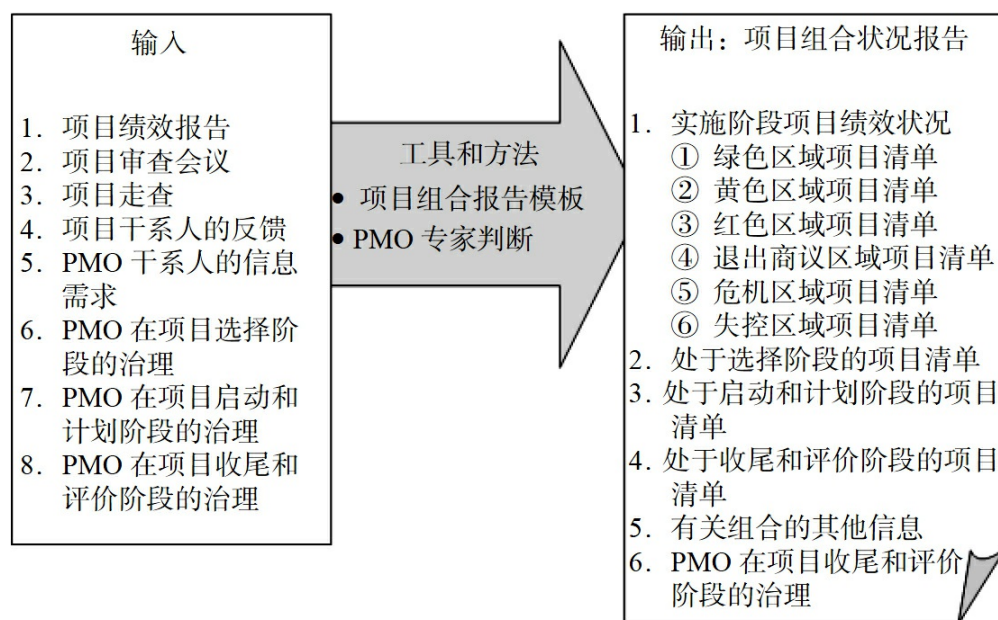 输入
1. 项目绩效报告
2. 项目审查会议
3. 项目走查
4. 项目干系人的反馈
5. PMO 干系人的信息
需求
6. PMO 在项目选择阶
段的治理
7. PMO 在项目启动和
计划阶段的治理
8. PMO 在项目收尾和
评价阶段的治理
工具和方法
• 项目组合报告模板
• PMO 专家判断
输出：项目组合状况报告
1. 实施阶段项目绩效状况
① 绿色区域项目清单
② 黄色区域项目清单
③ 红色区域项目清单
④ 退出商议区域项目清单
⑤ 危机区域项目清单
⑥ 失控区域项目清单
2. 处于选择阶段的项目清单
3. 处于启动和计划阶段的项目
清单
4. 处于收尾和评价阶段的项目
清单
5. 有关组合的其他信息
6. PMO 在项目收尾和评价
阶段的治理